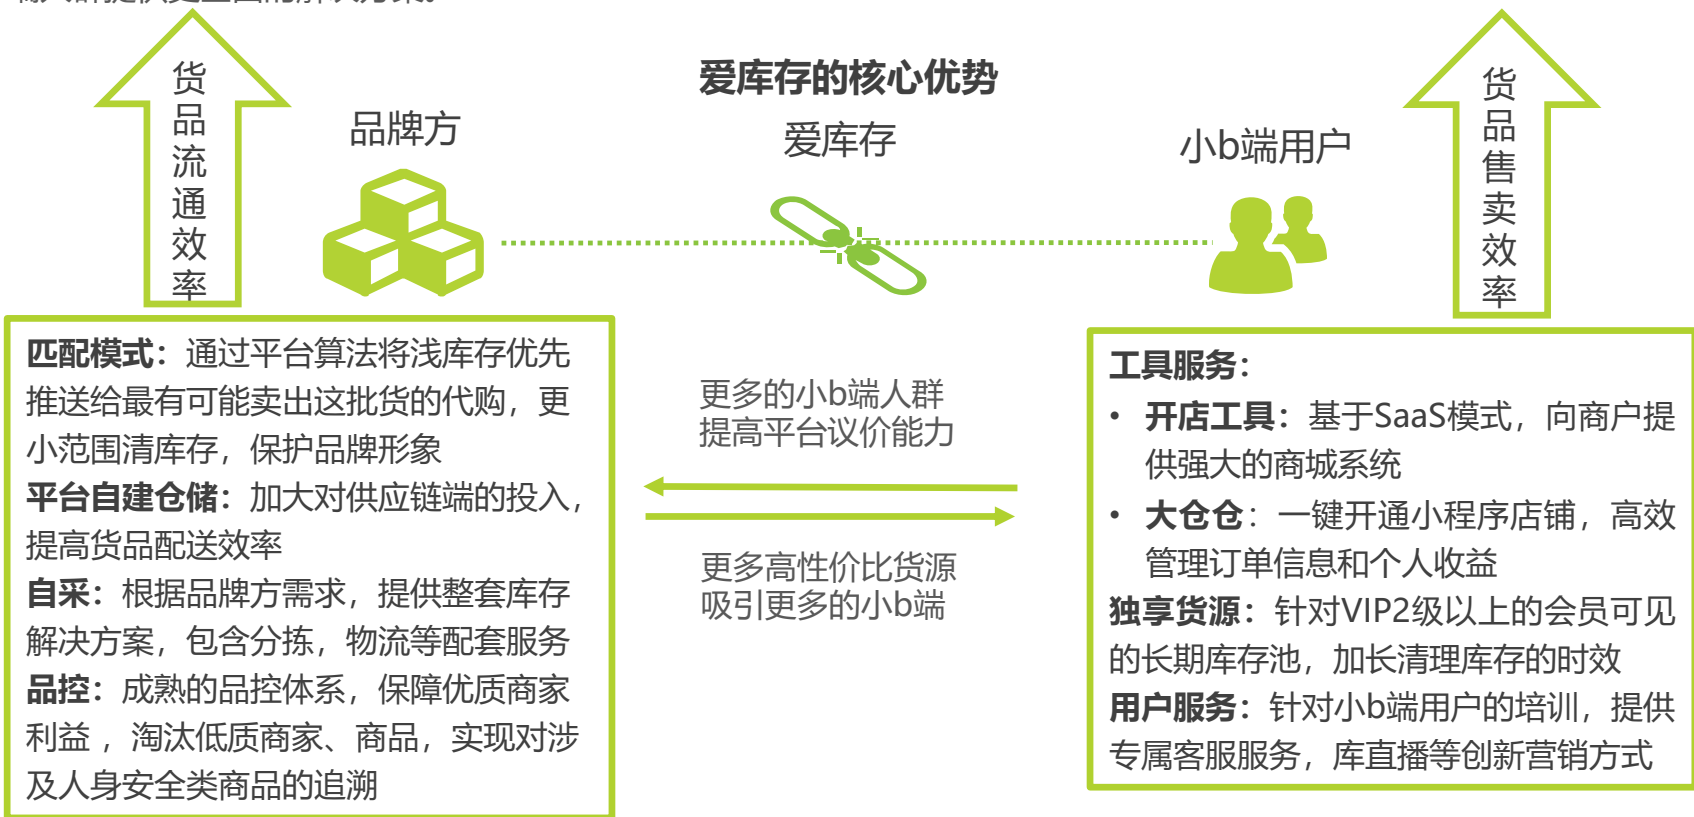 爱库存的核心优势
货品流通效率
品牌方
爱库存
小b端用户
货品售卖效率
匹配模式：通过平台算法将浅库存优先
推送给最有可能卖出这批货的代购，更
小范围清库存，保护品牌形象
平台自建仓储：加大对供应链端的投入，
提高货品配送效率
自采：根据品牌方需求，提供整套库存
解决方案，包含分拣，物流等配套服务
品控：成熟的品控体系，保障优质商家
利益 ，淘汰低质商家、商品，实现对涉
及人身安全类商品的追溯
更多的小b端人群
提高平台议价能力
更多高性价比货源
吸引更多的小b端
工具服务：
• 开店工具：基于SaaS模式，向商户提
供强大的商城系统
• 大仓仓：一键开通小程序店铺，高效
管理订单信息和个人收益
独享货源：针对VIP2级以上的会员可见
的长期库存池，加长清理库存的时效
用户服务：针对小b端用户的培训，提供
专属客服服务，库直播等创新营销方式